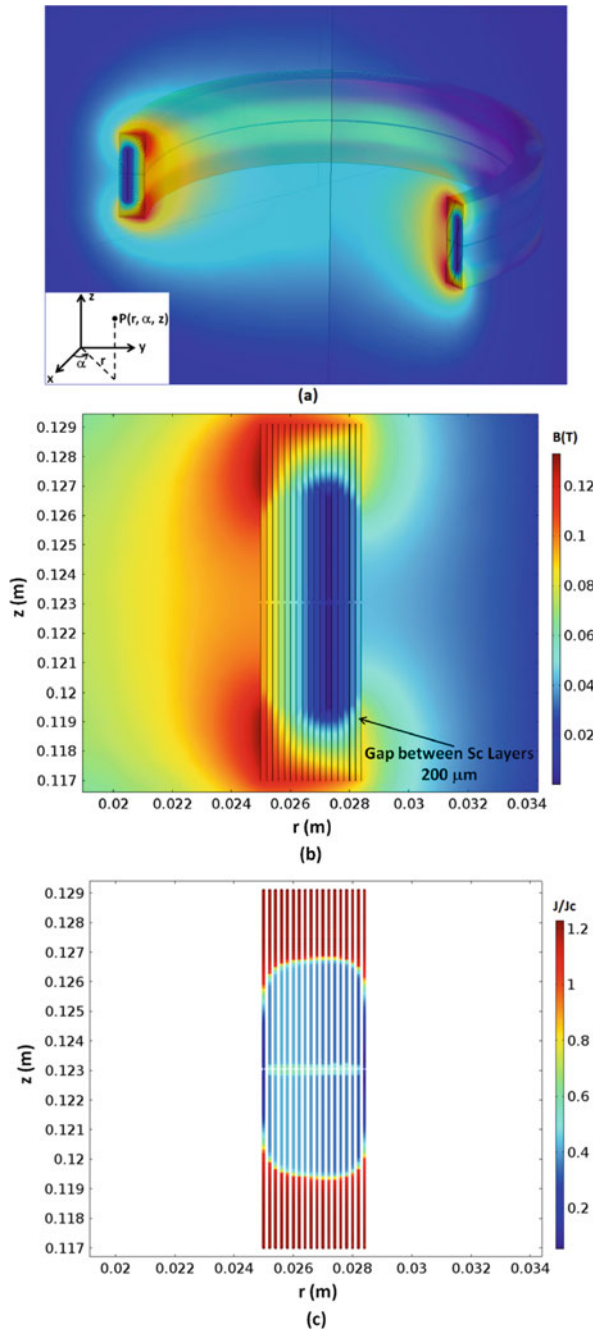 z
P(r, α, z)
α
r
y
x
(a)
B(T)
0.129
0.128
0.127
0.126
0.125
0.124
0.123
0.122
0.121
0.12
0.119
0.118
0.117
z (m)
0.12
0.1
0.08
0.06
0.04
0.02
Gap between Sc Layers
200 μm
0.02 0.022 0.024 0.026 0.028 0.03 0.032 0.034
r (m)
(b)
J/Jc
0.129
0.128
0.127
0.126
0.125
0.124
0.123
0.122
0.121
0.12
0.119
0.118
0.117
z (m)
1.2
1
0.8
0.6
0.4
0.2
0.02 0.022 0.024 0.026 0.028 0.03 0.032 0.034
r (m)
(c)